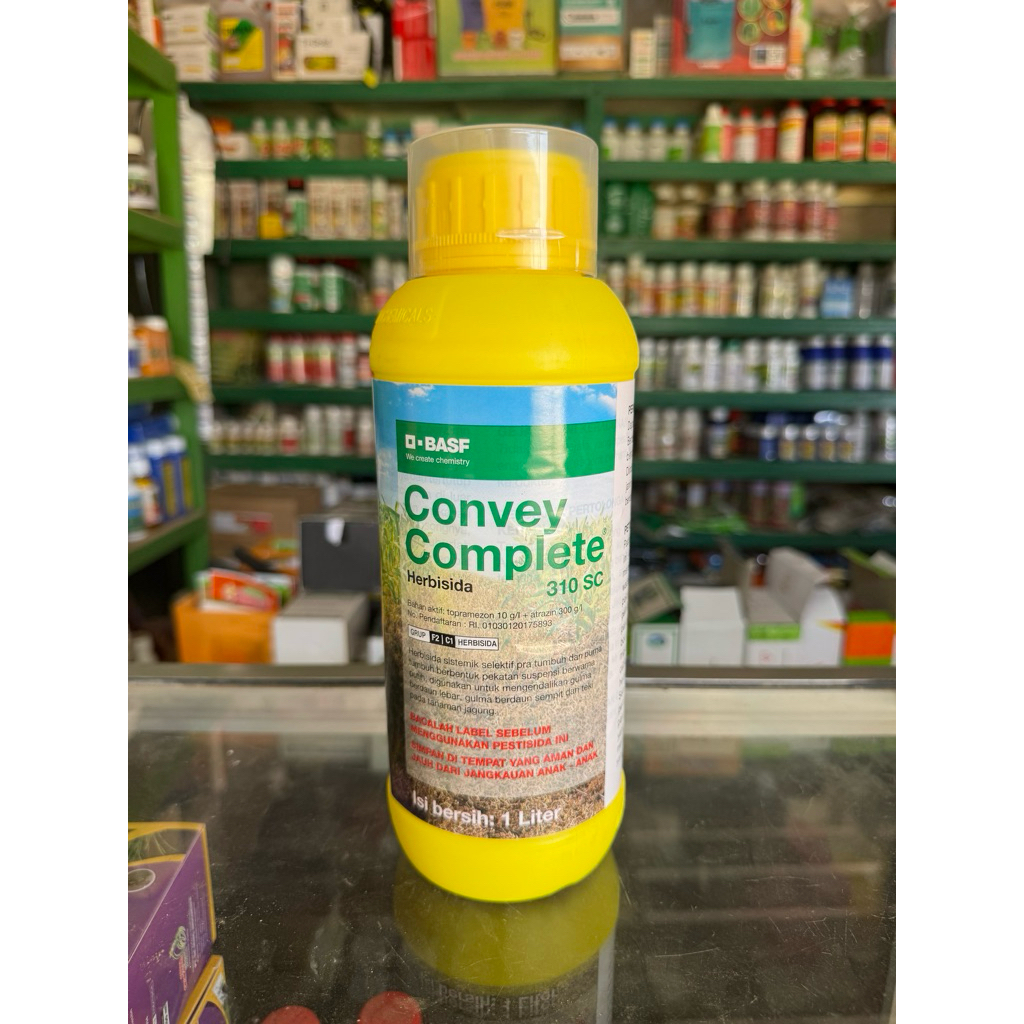 BASF
We create chemistry
Convey
Complete
Herbisida
310 SC
Bahan aktif: topramezon 10 g/l + atrazin 300 g/l
No. Pendaftaran : RI. 01030120175893
GRUP F2 C1 HERBISIDA
Herbisida sistemik selektif pra tumbuh dan purna
tumbuh berbentuk pekatan suspensi berwarna
putih, digunakan untuk mengendalikan gulma
berdaun lebar, gulma berdaun sempit dan teki
pada tanaman jagung.
BACALAH LABEL SEBELUM
MENGGUNAKAN PESTISIDA INI
SIMPAN DI TEMPAT YANG AMAN DAN
JAUH DARI JANGKAUAN ANAK - ANAK
Isi bersih: 1 Liter